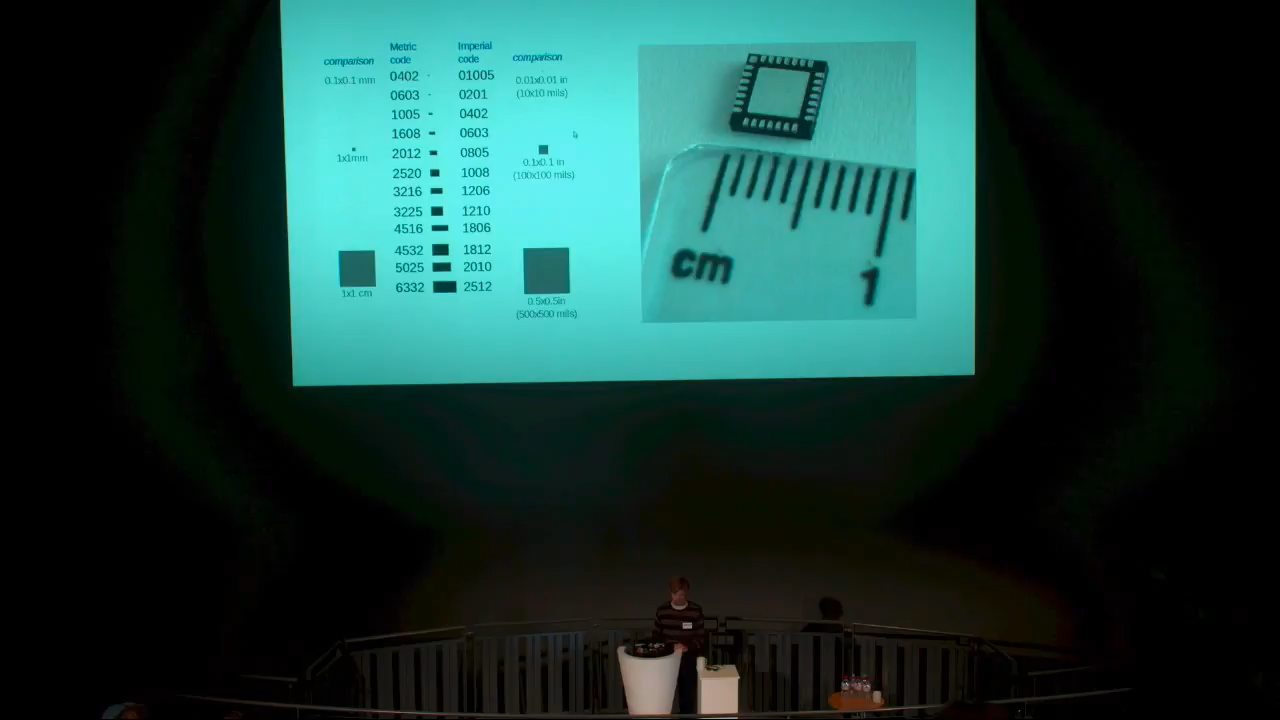 Metric Imperial
comparison code code comparison
0.1x0.1 mm 0402 01005 0.01x0.01 in
0603 0201 (10x10 mils)
1005 0402
1608 0603
1x1mm 2012 0805 0.1x0.1 in
2520 1008 (100x100 mils)
3216 1206
3225 1210
4516 1806
4532 1812
5025 2010
1x1 cm 6332 2512 0.5x0.5in
(500x500 mils)
cm 1